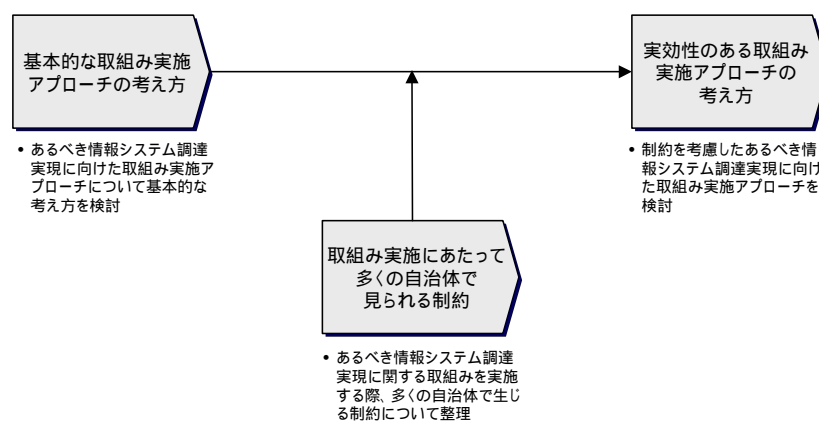 基本的な取組み実施
アプローチの考え方
• あるべき情報システム調達
実現に向けた取組み実施ア
プローチについて基本的な
考え方を検討
実効性のある取組み
実施アプローチの
考え方
• 制約を考慮したあるべき情
報システム調達実現に向け
た取組み実施アプローチを
検討
取組み実施にあたって
多くの自治体で
見られる制約
• あるべき情報システム調達
実現に関する取組みを実施
する際、多くの自治体で生じ
る制約について整理